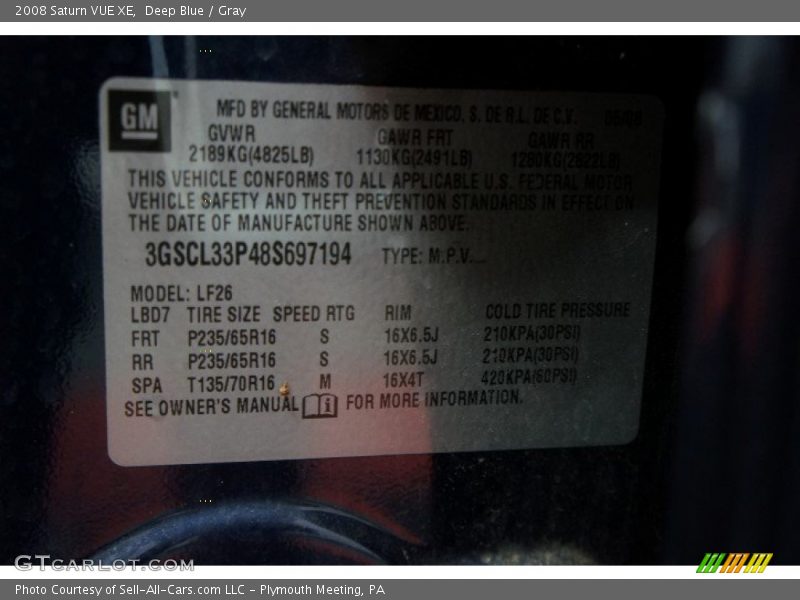 2008 Saturn VUE XE, Deep Blue / Gray
GM
MFD BY GENERAL MOTORS DE MEXICO, S. DE R.L. DE C.V. 06/08
GVWR GAWR FRT GAWR RR
2189KG(4825LB) 1130KG(2491LB) 1280KG(2822LB)
THIS VEHICLE CONFORMS TO ALL APPLICABLE U.S. FEDERAL MOTOR
VEHICLE SAFETY AND THEFT PREVENTION STANDARDS IN EFFECT ON
THE DATE OF MANUFACTURE SHOWN ABOVE.
3GSCL33P48S697194 TYPE: M.P.V.__
MODEL: LF26
LBD7 TIRE SIZE SPEED RTG RIM COLD TIRE PRESSURE
FRT P235/65R16 S 16X6.5J 210KPA(30PSI)
RR P235/65R16 S 16X6.5J 210KPA(30PSI)
SPA T135/70R16 M 16X4T 420KPA(60PSI)
SEE OWNER'S MANUAL i FOR MORE INFORMATION.
GTCARLOT.COM
Photo Courtesy of Sell-All-Cars.com LLC - Plymouth Meeting, PA